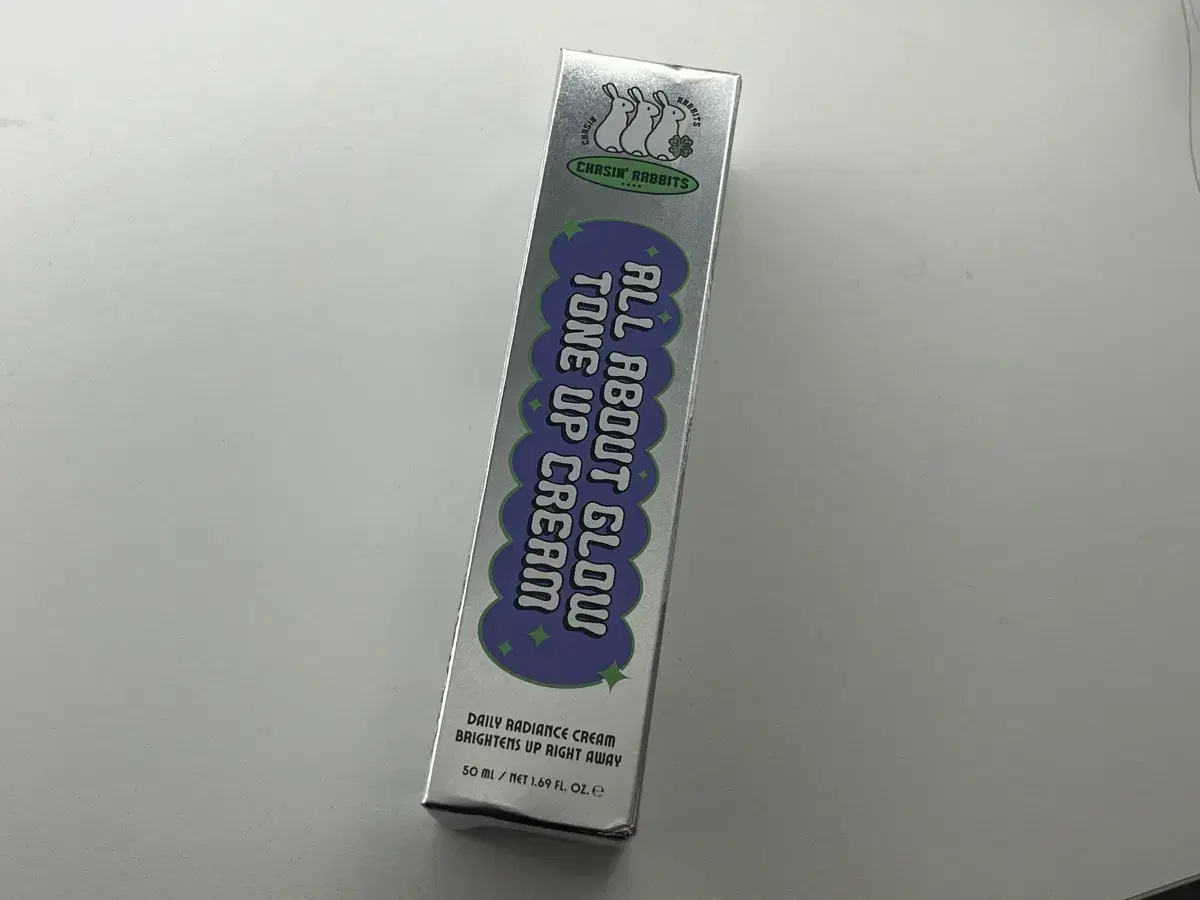 CHASIN RABBITS
CHASIN' RABBITS
ALL ABOUT GLOW
TONE UP CREAM
DAILY RADIANCE CREAM
BRIGHTENS UP RIGHT AWAY
50 ML / NET 1.69 FL. OZ. ℮